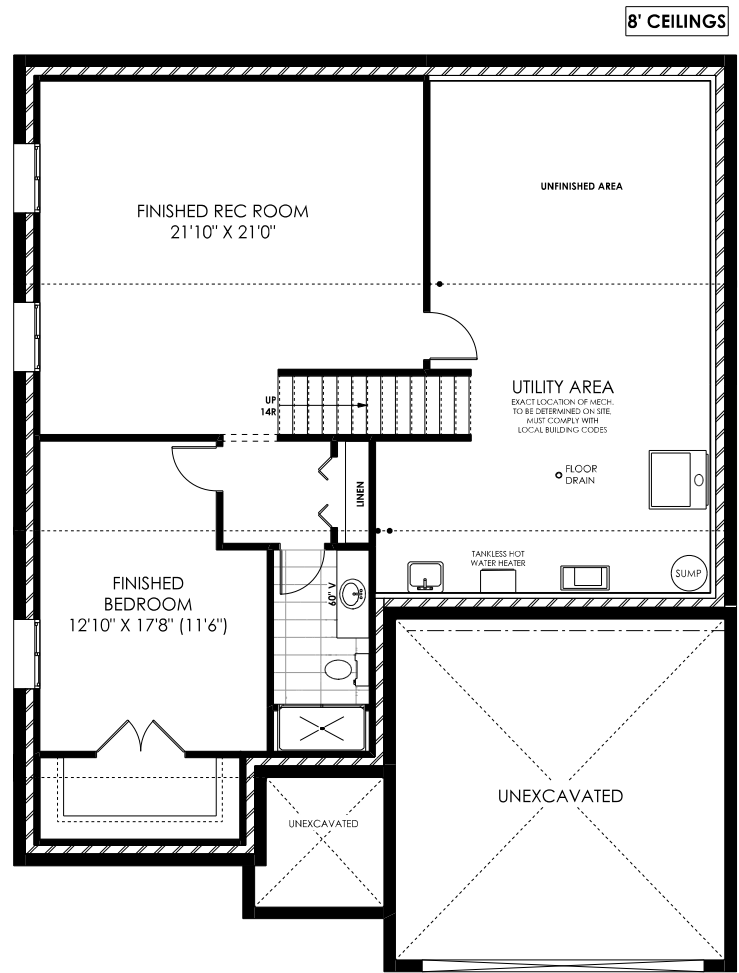 8' CEILINGS
UNFINISHED AREA
FINISHED REC ROOM
21'10" X 21'0"
UP
14R
UTILITY AREA
EXACT LOCATION OF MECH.
TO BE DETERMINED ON SITE.
MUST COMPLY WITH
LOCAL BUILDING CODES
FLOOR
DRAIN
LINEN
TANKLESS HOT
WATER HEATER
SUMP
FINISHED
BEDROOM
12'10" X 17'8" (11'6")
60" V
UNEXCAVATED
UNEXCAVATED